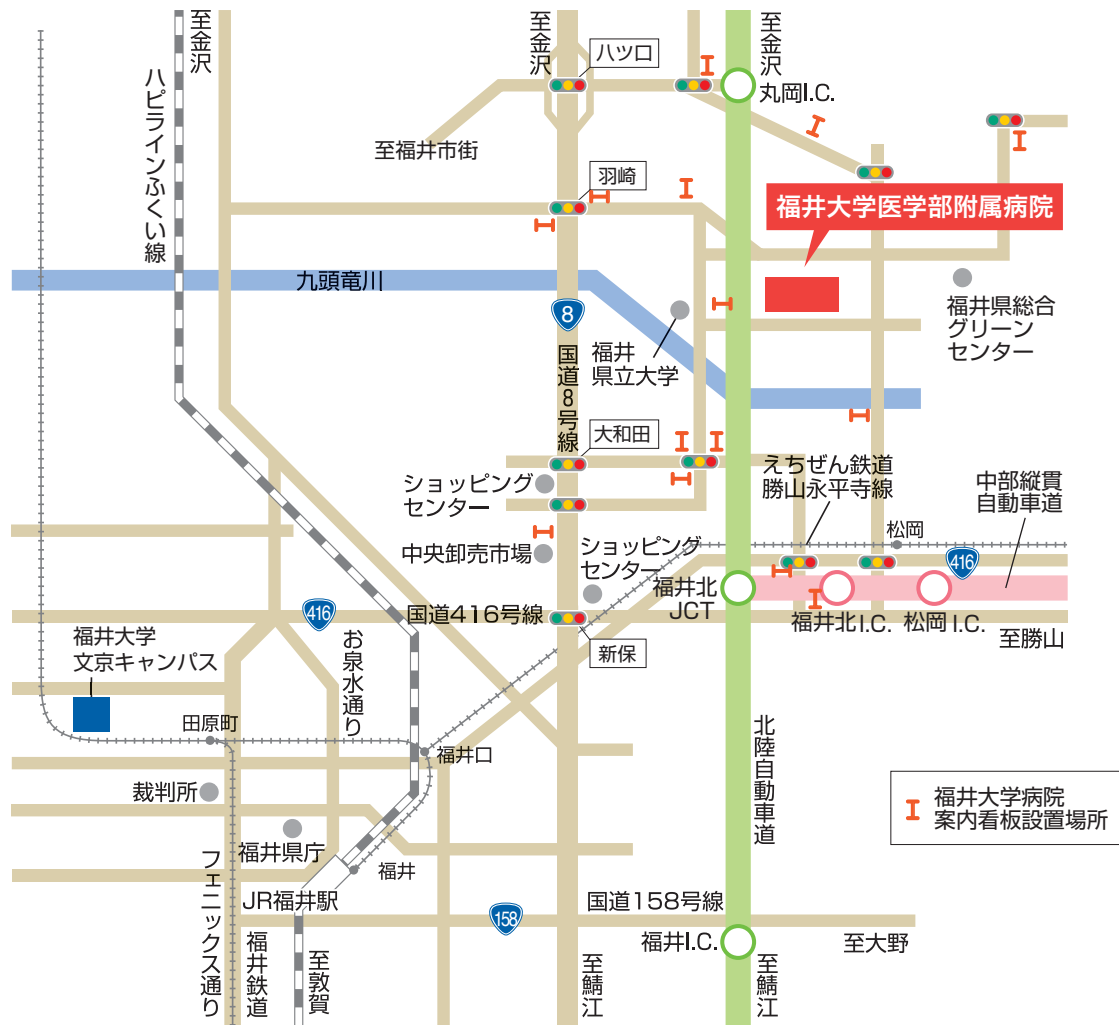 至金沢
至金沢
至金沢
八ツ口
丸岡I.C.
ハピラインふくい線
至福井市街
羽崎
福井大学医学部附属病院
九頭竜川
8
国道8号線
福井
県立大学
福井県総合
グリーン
センター
大和田
ショッピング
センター
えちぜん鉄道
勝山永平寺線
中部縦貫
自動車道
中央卸売市場
ショッピング
センター
松岡
416
福井北
JCT
416
国道416号線
福井北I.C.
松岡I.C.
至勝山
新保
福井大学
文京キャンパス
お泉水通り
田原町
福井口
北陸自動車道
裁判所
福井大学病院
案内看板設置場所
福井県庁
福井
フェニックス通り
JR福井駅
国道158号線
158
福井鉄道
至敦賀
福井I.C.
至大野
至鯖江
至鯖江